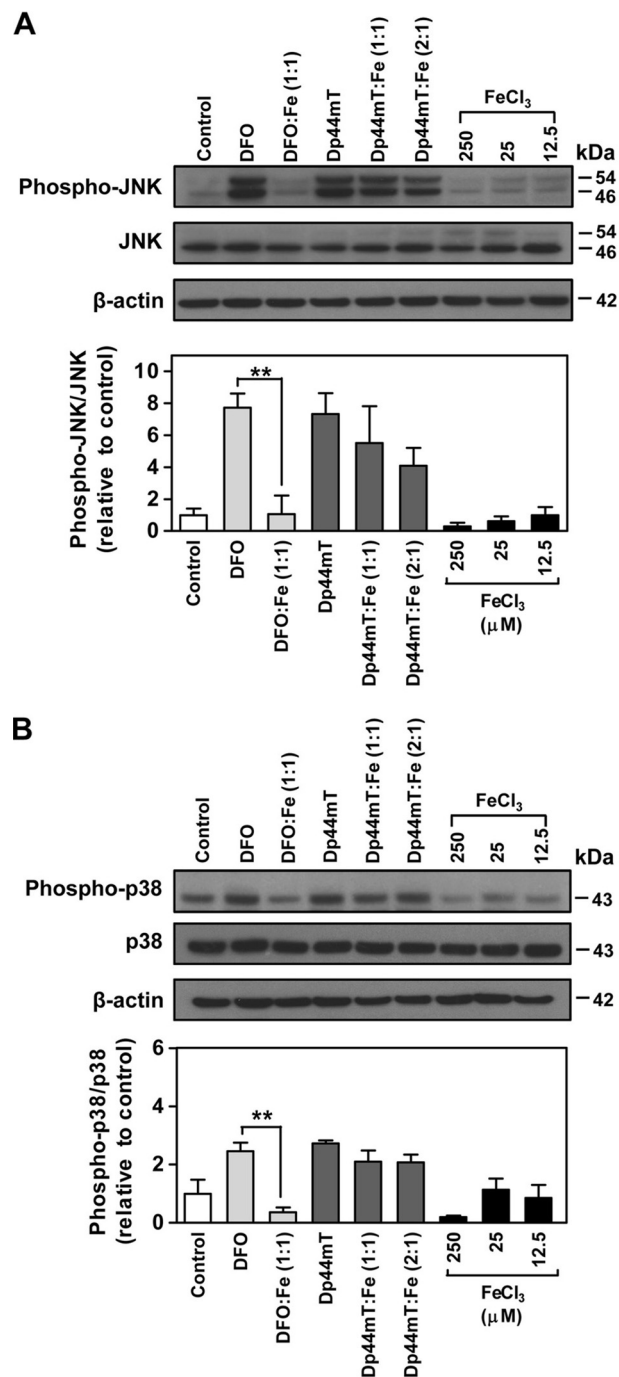 A
Control
DFO
DFO:Fe (1:1)
Dp44mT
Dp44mT:Fe (1:1)
Dp44mT:Fe (2:1)
FeCl3
250
25
12.5
kDa
Phospho-JNK
54
46
JNK
54
46
β-actin
42
Phospho-JNK/JNK
(relative to control)
10
8
6
4
2
0
**
Control
DFO
DFO:Fe (1:1)
Dp44mT
Dp44mT:Fe (1:1)
Dp44mT:Fe (2:1)
250
25
12.5
FeCl3
(μM)
B
Control
DFO
DFO:Fe (1:1)
Dp44mT
Dp44mT:Fe (1:1)
Dp44mT:Fe (2:1)
FeCl3
250
25
12.5
kDa
Phospho-p38
43
p38
43
β-actin
42
Phospho-p38/p38
(relative to control)
6
4
2
0
**
Control
DFO
DFO:Fe (1:1)
Dp44mT
Dp44mT:Fe (1:1)
Dp44mT:Fe (2:1)
250
25
12.5
FeCl3
(μM)